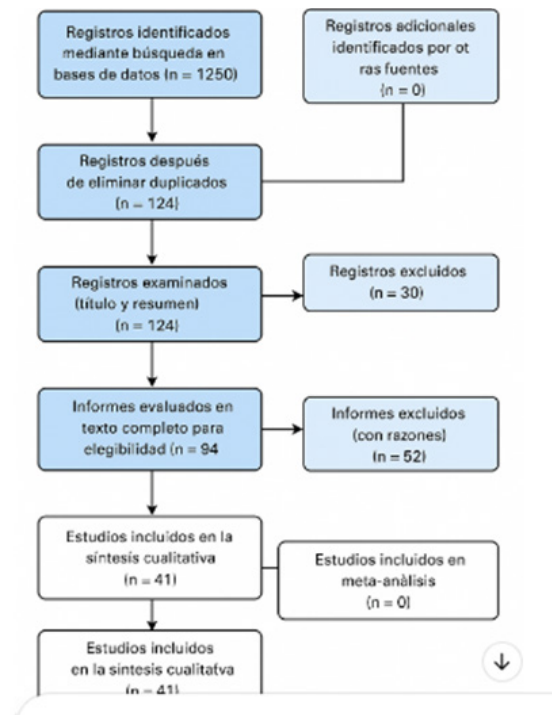 Registros identificados
mediante búsqueda en
bases de datos (n = 1250)
Registros adicionales
identificados por ot
ras fuentes
(n = 0)
Registros después
de eliminar duplicados
(n = 124)
Registros examinados
(título y resumen)
(n = 124)
Registros excluidos
(n = 30)
Informes evaluados en
texto completo para
elegibilidad (n = 94
Informes excluidos
(con razones)
(n = 52)
Estudios incluidos en la
síntesis cualitativa
(n = 41)
Estudios incluidos en
meta-anàlisis
(n = 0)
Estudios incluidos
en la síntesis cualitatva
(n = 41)